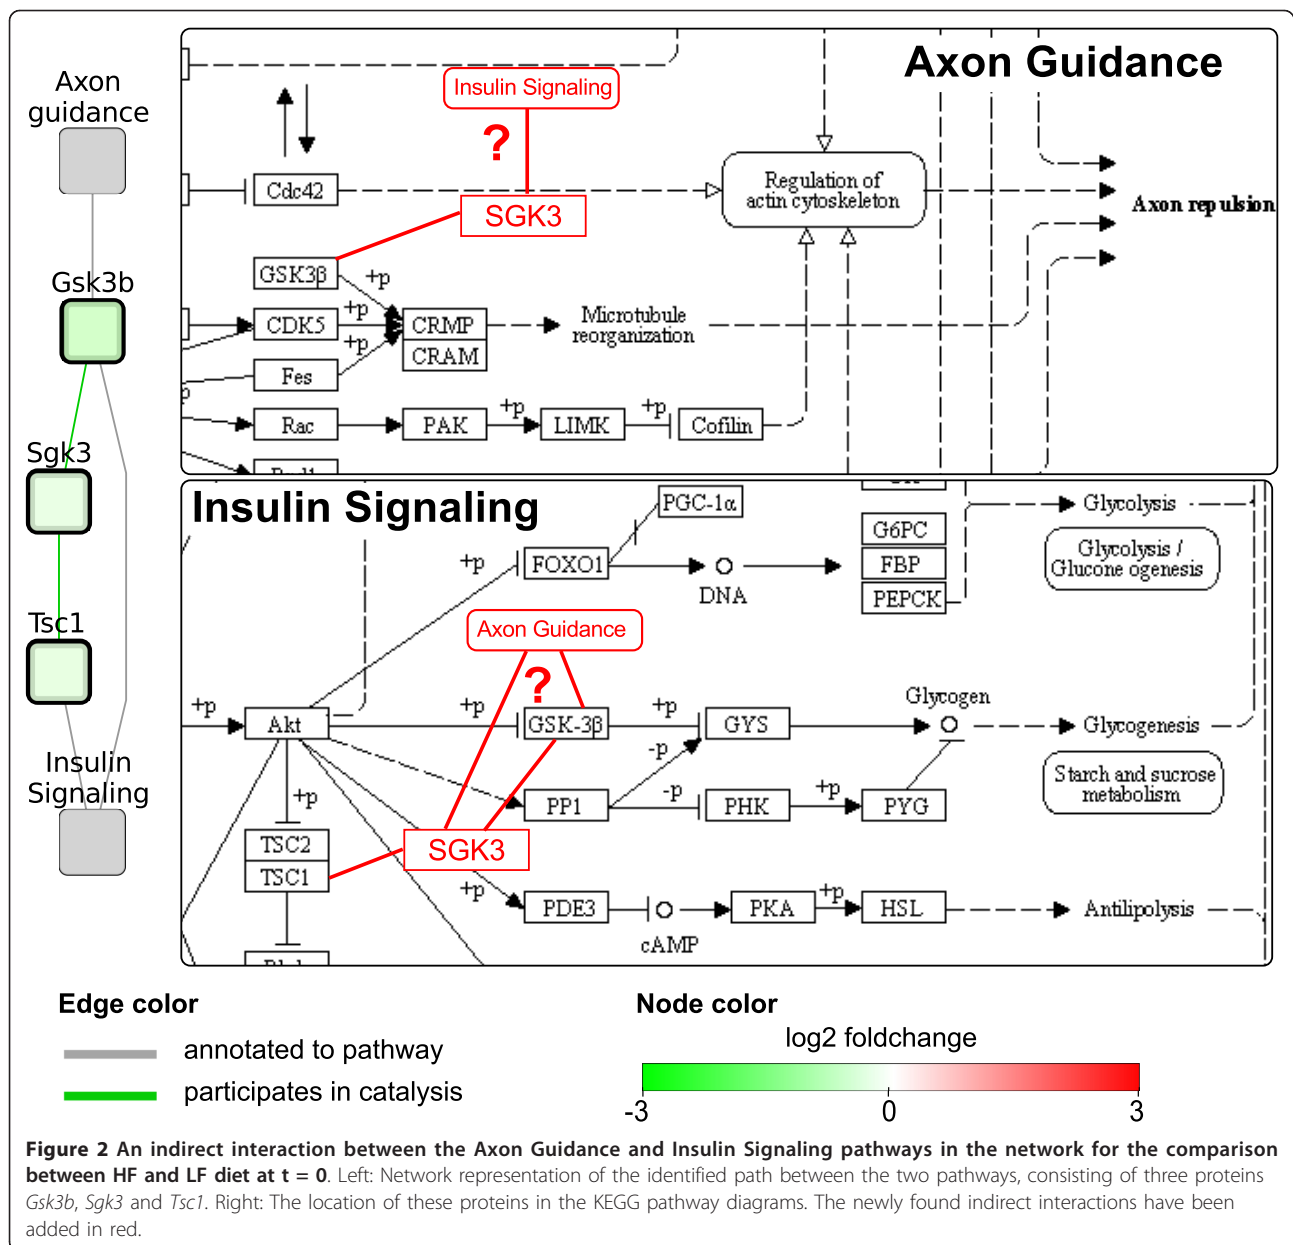 Axon
guidance
Gsk3b
Sgk3
Tsc1
Insulin
Signaling
Axon Guidance
Insulin Signaling
?
SGK3
Cdc42
Regulation of
actin cytoskeleton
Axon repulsion
GSK3β
+p
CDK5
+p
CRMP
CRAM
Microtubule
reorganization
Fes
+p
p
Rac
PAK
+p
LIMK
+p
Cofilin
Insulin Signaling
PGC-1α
+p
FOXO1
DNA
G6PC
FBP
PEPCK
Glycolysis
Glycolysis /
Glucone ogenesis
Axon Guidance
?
+p
Akt
+p
GSK-3β
+p
GYS
Glycogen
Glycogenesis
-p
Starch and sucrose
metabolism
+p
PP1
-p
PHK
+p
PYG
TSC2
TSC1
SGK3
+p
PDE3
cAMP
PKA
+p
HSL
Antilipolysis
Edge color
annotated to pathway
participates in catalysis
Node color
log2 foldchange
-3
0
3
Figure 2 An indirect interaction between the Axon Guidance and Insulin Signaling pathways in the network for the comparison
between HF and LF diet at t = 0. Left: Network representation of the identified path between the two pathways, consisting of three proteins
Gsk3b, Sgk3 and Tsc1. Right: The location of these proteins in the KEGG pathway diagrams. The newly found indirect interactions have been
added in red.